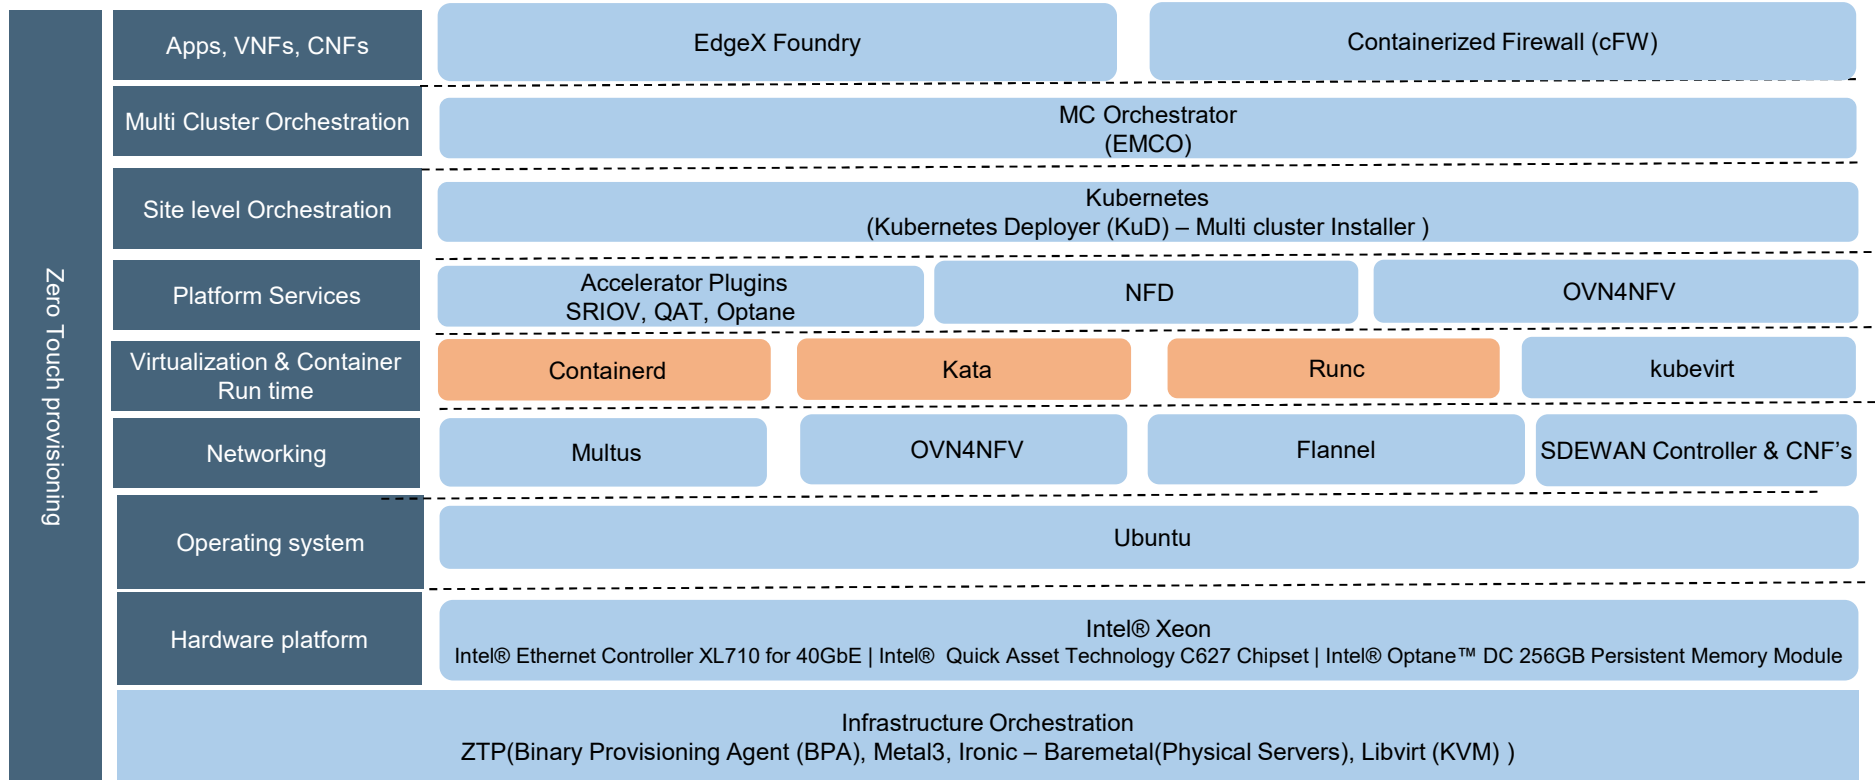 Zero Touch provisioning
Apps, VNFs, CNFs
EdgeX Foundry
Containerized Firewall (cFW)
Multi Cluster Orchestration
MC Orchestrator
(EMCO)
Site level Orchestration
Kubernetes
(Kubernetes Deployer (KuD) – Multi cluster Installer )
Platform Services
Accelerator Plugins
SRIOV, QAT, Optane
NFD
OVN4NFV
Virtualization & Container
Run time
Containerd
Kata
Runc
kubevirt
Networking
Multus
OVN4NFV
Flannel
SDEWAN Controller & CNF’s
Operating system
Ubuntu
Hardware platform
Intel® Xeon
Intel® Ethernet Controller XL710 for 40GbE | Intel®  Quick Asset Technology C627 Chipset | Intel® Optane™ DC 256GB Persistent Memory Module
Infrastructure Orchestration
ZTP(Binary Provisioning Agent (BPA), Metal3, Ironic – Baremetal(Physical Servers), Libvirt (KVM) )